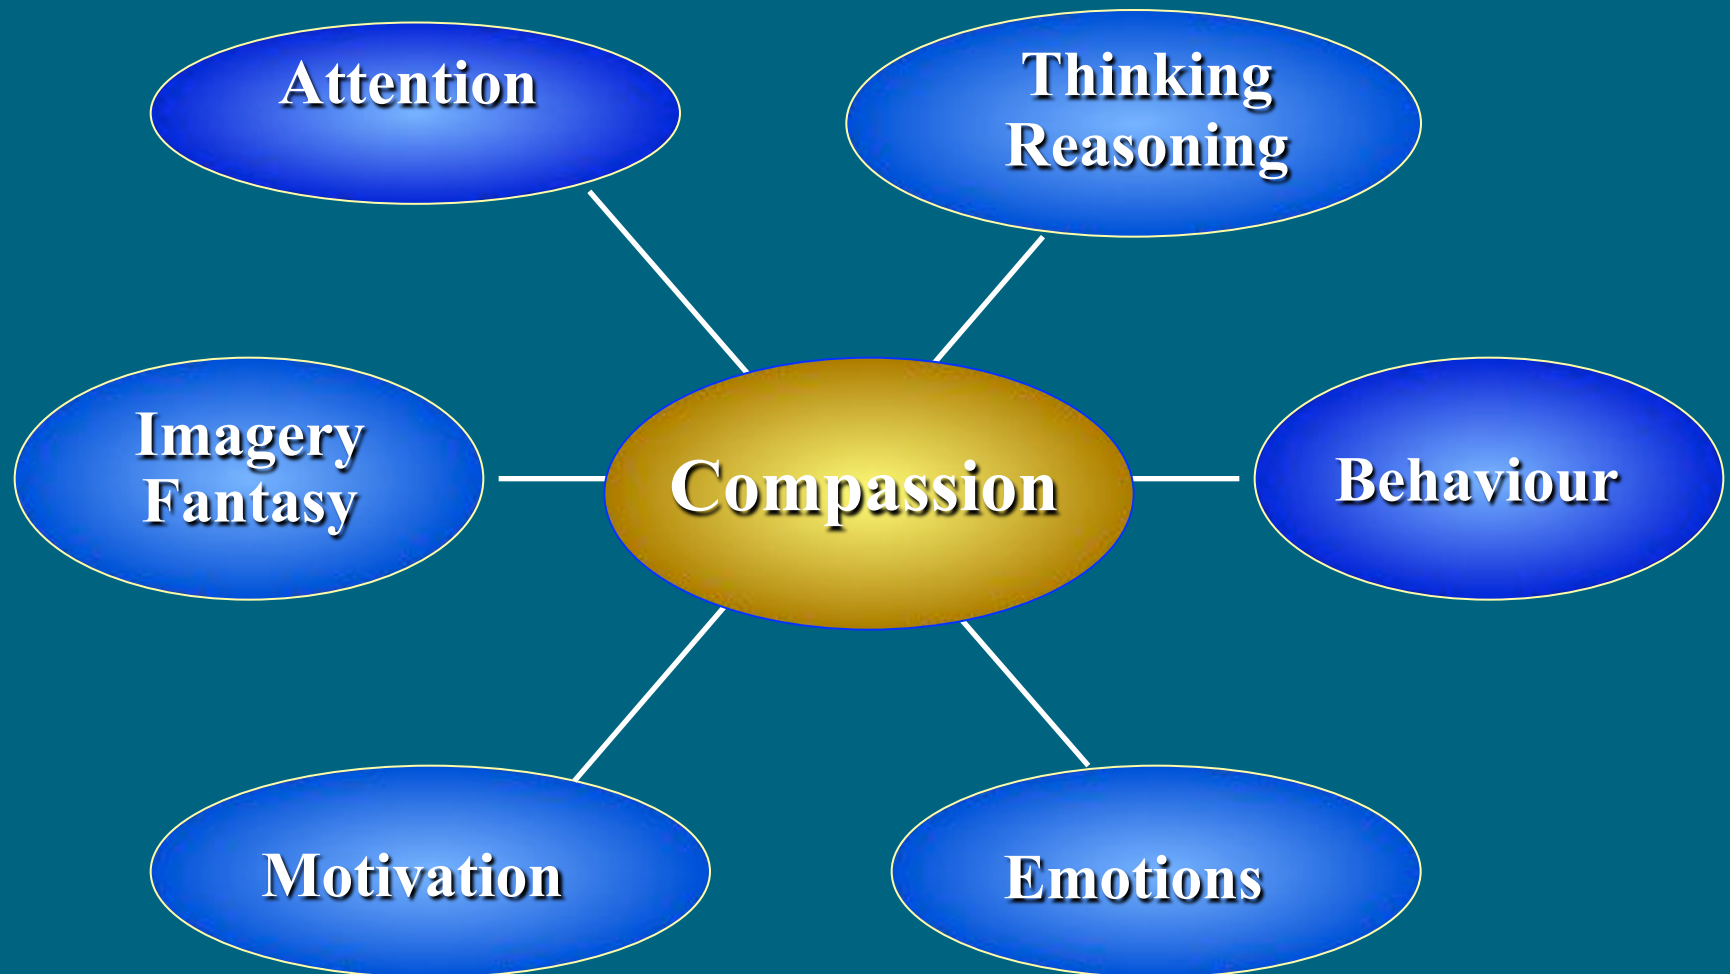 Attention
Thinking
Reasoning
Imagery
Fantasy
Compassion
Behaviour
Motivation
Emotions